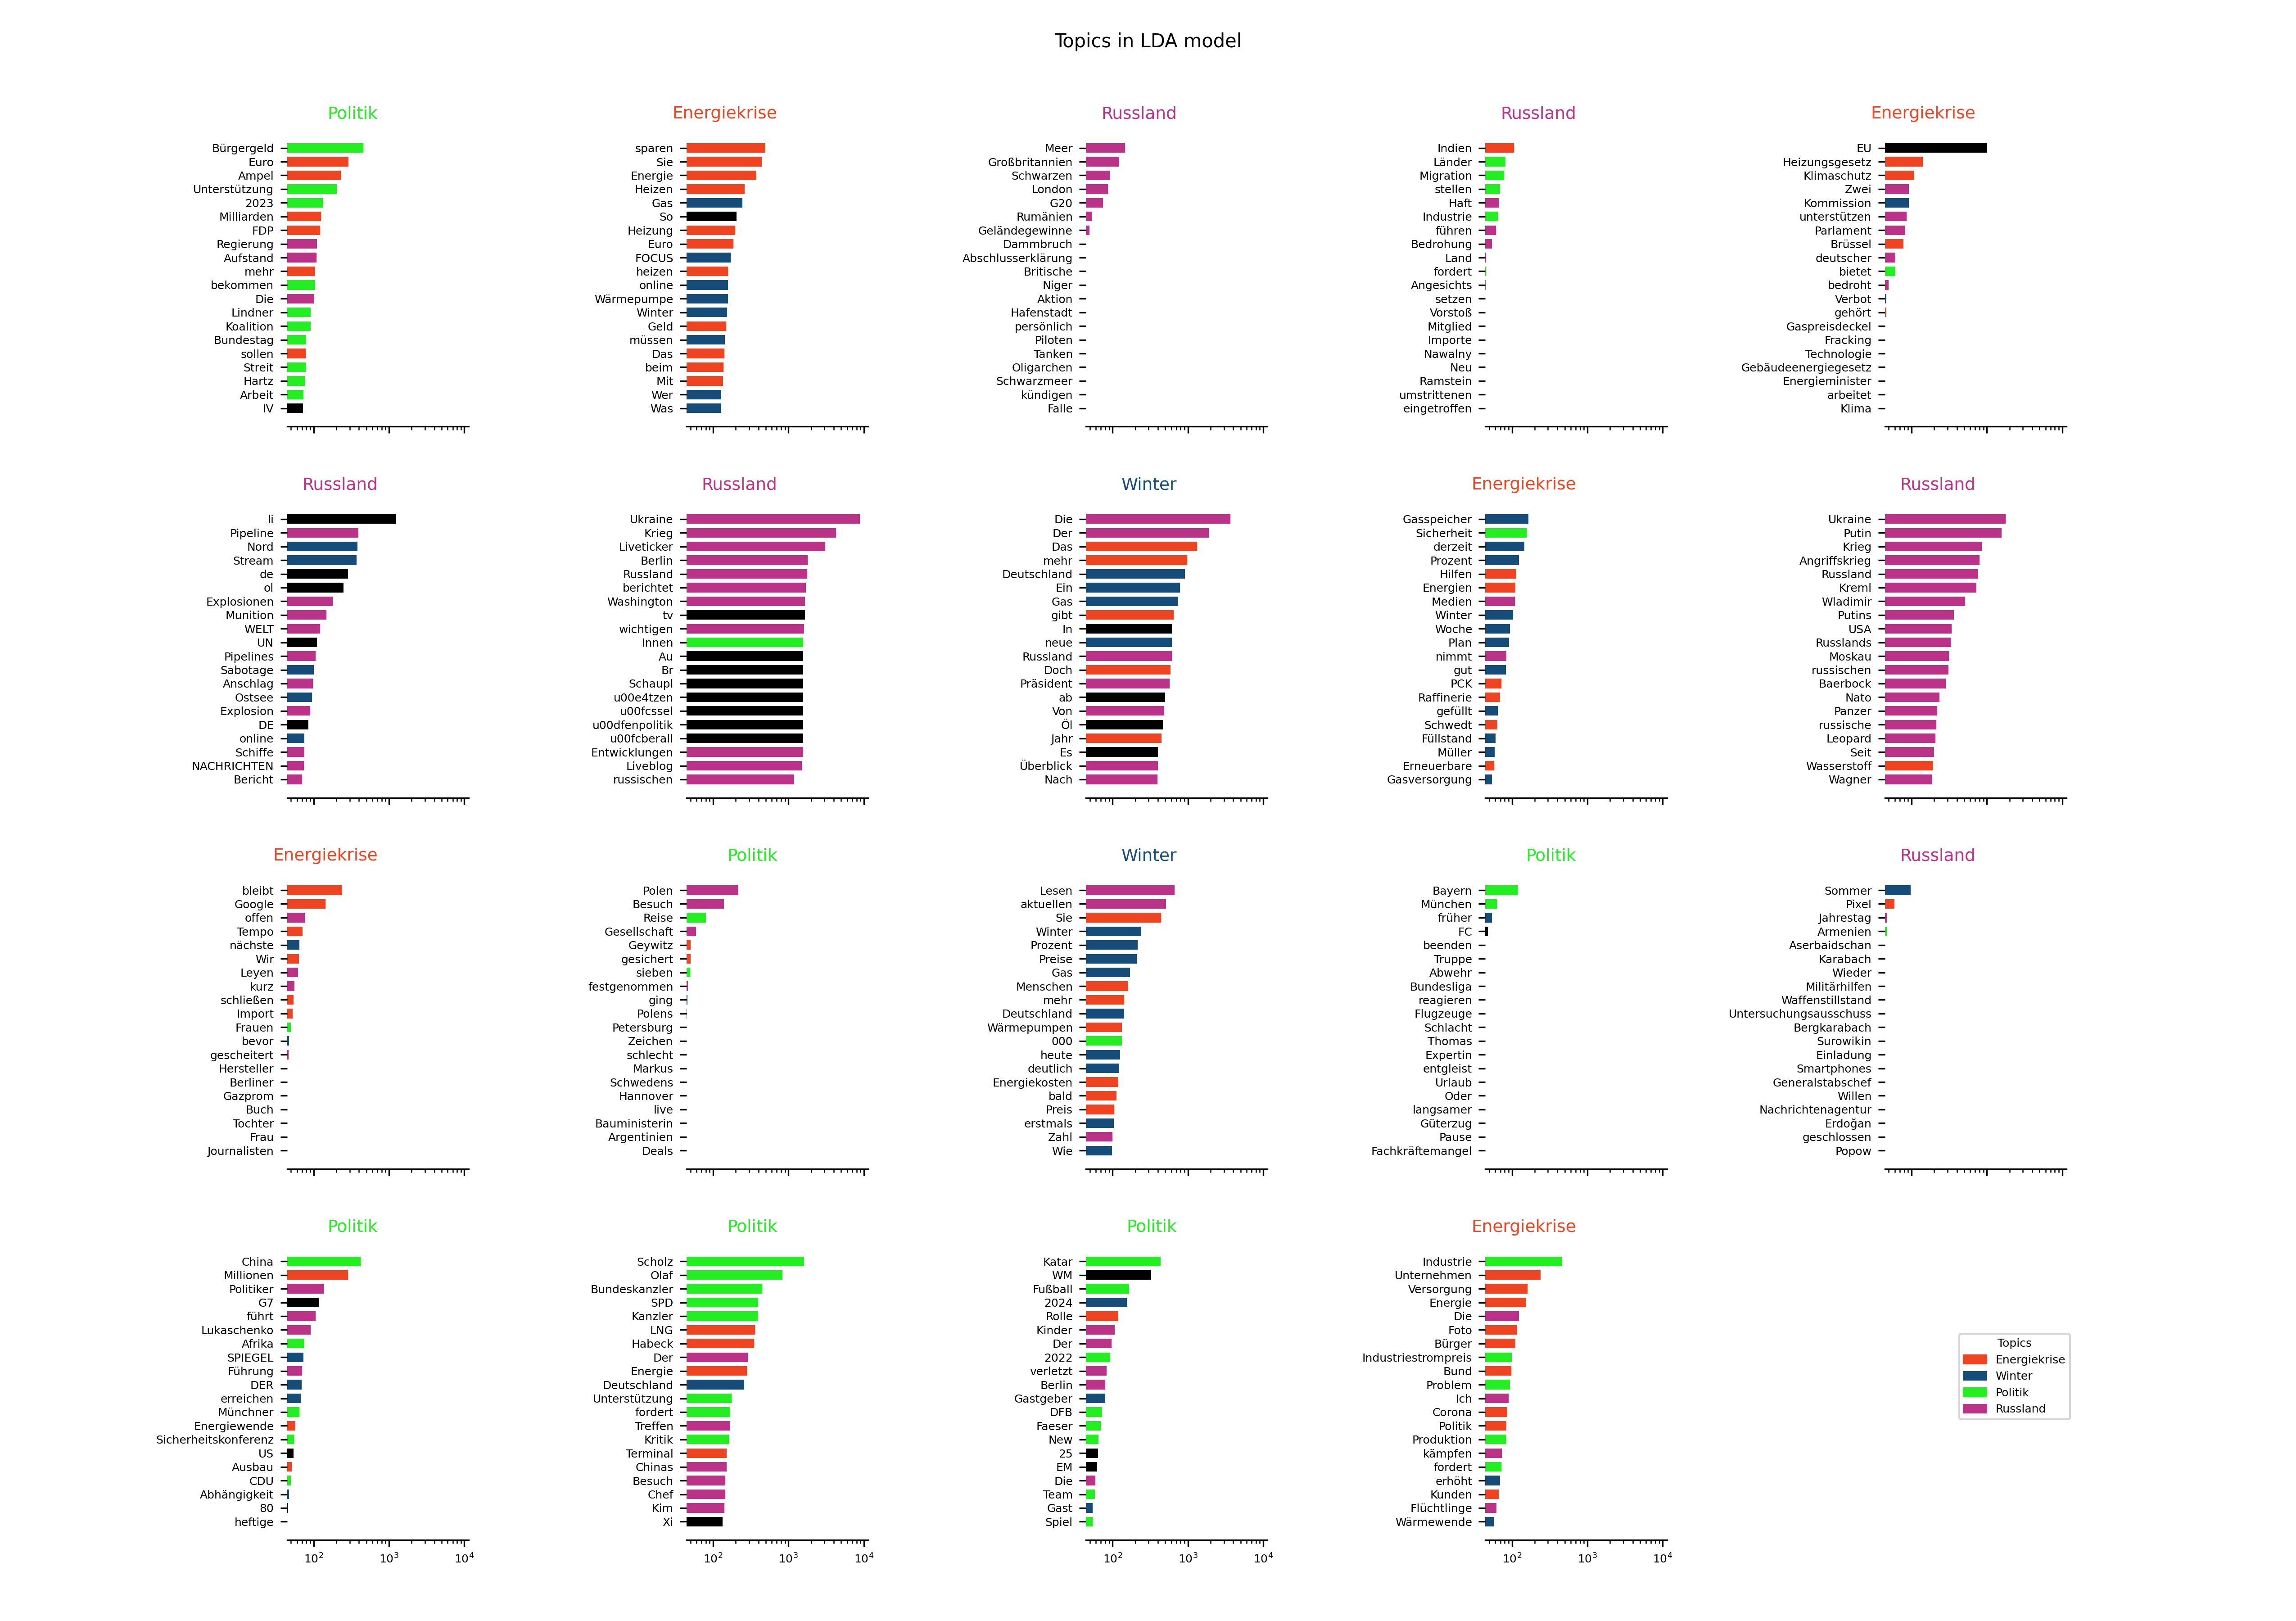 Topics in LDA model
Politik
Bürgergeld
Euro
Ampel
Unterstützung
2023
Milliarden
FDP
Regierung
Aufstand
mehr
bekommen
Die
Lindner
Koalition
Bundestag
sollen
Streit
Hartz
Arbeit
IV
Energiekrise
sparen
Sie
Energie
Heizen
Gas
So
Heizung
Euro
FOCUS
heizen
online
Wärmepumpe
Winter
Geld
müssen
Das
beim
Mit
Wer
Was
Russland
Meer
Großbritannien
Schwarzen
London
G20
Rumänien
Geländegewinne
Dammbruch
Abschlusserklärung
Britische
Niger
Aktion
Hafenstadt
persönlich
Piloten
Tanken
Oligarchen
Schwarzmeer
kündigen
Falle
Russland
Indien
Länder
Migration
stellen
Haft
Industrie
führen
Bedrohung
Land
fordert
Angesichts
setzen
Vorstoß
Mitglied
Importe
Nawalny
Neu
Ramstein
umstrittenen
eingetroffen
Energiekrise
EU
Heizungsgesetz
Klimaschutz
Zwei
Kommission
unterstützen
Parlament
Brüssel
deutscher
bietet
bedroht
Verbot
gehört
Gaspreisdeckel
Fracking
Technologie
Gebäudeenergiegesetz
Energieminister
arbeitet
Klima
Russland
li
Pipeline
Nord
Stream
de
ol
Explosionen
Munition
WELT
UN
Pipelines
Sabotage
Anschlag
Ostsee
Explosion
DE
online
Schiffe
NACHRICHTEN
Bericht
Russland
Ukraine
Krieg
Liveticker
Berlin
Russland
berichtet
Washington
tv
wichtigen
Innen
Au
Br
Schaupl
u00e4tzen
u00fcssel
u00dfenpolitik
u00fcberall
Entwicklungen
Liveblog
russischen
Winter
Die
Der
Das
mehr
Deutschland
Ein
Gas
gibt
In
neue
Russland
Doch
Präsident
ab
Von
Öl
Jahr
Es
Überblick
Nach
Energiekrise
Gasspeicher
Sicherheit
derzeit
Prozent
Hilfen
Energien
Medien
Winter
Woche
Plan
nimmt
gut
PCK
Raffinerie
gefüllt
Schwedt
Füllstand
Müller
Erneuerbare
Gasversorgung
Russland
Ukraine
Putin
Krieg
Angriffskrieg
Russland
Kreml
Wladimir
Putins
USA
Russlands
Moskau
russischen
Baerbock
Nato
Panzer
russische
Leopard
Seit
Wasserstoff
Wagner
Energiekrise
bleibt
Google
offen
Tempo
nächste
Wir
Leyen
kurz
schließen
Import
Frauen
bevor
gescheitert
Hersteller
Berliner
Gazprom
Buch
Tochter
Frau
Journalisten
Politik
Polen
Besuch
Reise
Gesellschaft
Geywitz
gesichert
sieben
festgenommen
ging
Polens
Petersburg
Zeichen
schlecht
Markus
Schwedens
Hannover
live
Bauministerin
Argentinien
Deals
Winter
Lesen
aktuellen
Sie
Winter
Prozent
Preise
Gas
Menschen
mehr
Deutschland
Wärmepumpen
000
heute
deutlich
Energiekosten
bald
Preis
erstmals
Zahl
Wie
Politik
Bayern
München
früher
FC
beenden
Truppe
Abwehr
Bundesliga
reagieren
Flugzeuge
Schlacht
Thomas
Expertin
entgleist
Urlaub
Oder
langsamer
Güterzug
Pause
Fachkräftemangel
Russland
Sommer
Pixel
Jahrestag
Armenien
Aserbaidschan
Karabach
Wieder
Militärhilfen
Waffenstillstand
Untersuchungsausschuss
Bergkarabach
Surowikin
Einladung
Smartphones
Generalstabschef
Willen
Nachrichtenagentur
Erdoğan
geschlossen
Popow
Politik
China
Millionen
Politiker
G7
führt
Lukaschenko
Afrika
SPIEGEL
Führung
DER
erreichen
Münchner
Energiewende
Sicherheitskonferenz
US
Ausbau
CDU
Abhängigkeit
80
heftige
10² 10³ 10⁴
Politik
Scholz
Olaf
Bundeskanzler
SPD
Kanzler
LNG
Habeck
Der
Energie
Deutschland
Unterstützung
fordert
Treffen
Kritik
Terminal
Chinas
Besuch
Chef
Kim
Xi
10² 10³ 10⁴
Politik
Katar
WM
Fußball
2024
Rolle
Kinder
Der
2022
verletzt
Berlin
Gastgeber
DFB
Faeser
New
25
EM
Die
Team
Gast
Spiel
10² 10³ 10⁴
Energiekrise
Industrie
Unternehmen
Versorgung
Energie
Die
Foto
Bürger
Industriestrompreis
Bund
Problem
Ich
Corona
Politik
Produktion
kämpfen
fordert
erhöht
Kunden
Flüchtlinge
Wärmewende
10² 10³ 10⁴
Topics
Energiekrise
Winter
Politik
Russland